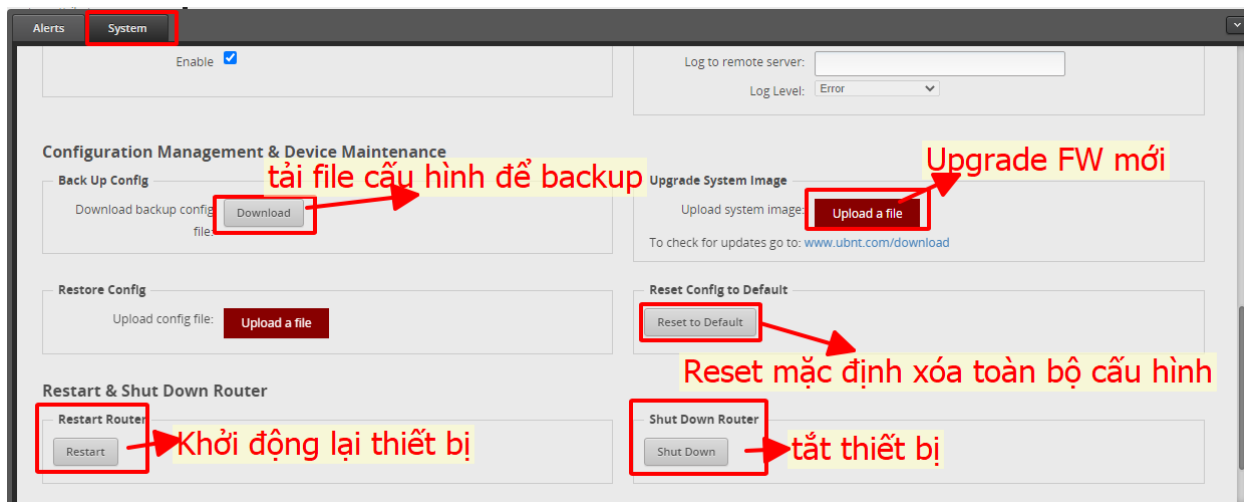 Alerts
System
Enable
Log to remote server:
Log Level: Error
Configuration Management & Device Maintenance
tải file cấu hình để backup
Upgrade FW mới
Back Up Config
Download backup config
file:
Download
Upgrade System Image
Upload system image:
Upload a file
To check for updates go to: www.ubnt.com/download
Restore Config
Upload config file:
Upload a file
Reset Config to Default
Reset to Default
Reset mặc định xóa toàn bộ cấu hình
Restart & Shut Down Router
Restart Router
Restart
Khởi động lại thiết bị
Shut Down Router
Shut Down
tắt thiết bị